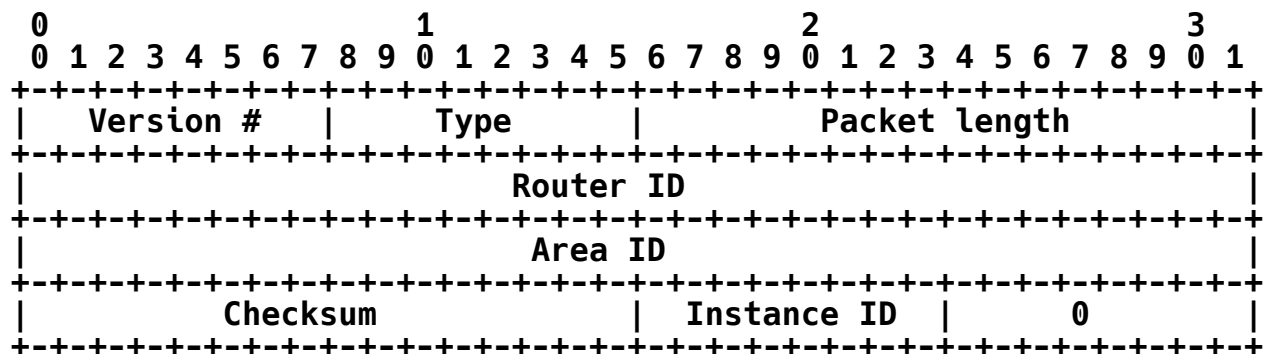 0                   1                   2                   3
 0 1 2 3 4 5 6 7 8 9 0 1 2 3 4 5 6 7 8 9 0 1 2 3 4 5 6 7 8 9 0 1
+-+-+-+-+-+-+-+-+-+-+-+-+-+-+-+-+-+-+-+-+-+-+-+-+-+-+-+-+-+-+-+-+
|   Version #   |     Type      |         Packet length         |
+-+-+-+-+-+-+-+-+-+-+-+-+-+-+-+-+-+-+-+-+-+-+-+-+-+-+-+-+-+-+-+-+
|                         Router ID                             |
+-+-+-+-+-+-+-+-+-+-+-+-+-+-+-+-+-+-+-+-+-+-+-+-+-+-+-+-+-+-+-+-+
|                          Area ID                              |
+-+-+-+-+-+-+-+-+-+-+-+-+-+-+-+-+-+-+-+-+-+-+-+-+-+-+-+-+-+-+-+-+
|          Checksum             |  Instance ID  |      0        |
+-+-+-+-+-+-+-+-+-+-+-+-+-+-+-+-+-+-+-+-+-+-+-+-+-+-+-+-+-+-+-+-+